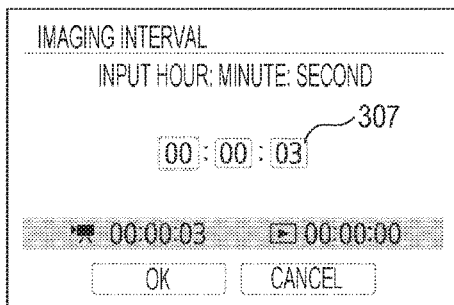 IMAGING INTERVAL
INPUT HOUR: MINUTE: SECOND
307
00 : 00 : 03
00:00:03 00:00:00
OK CANCEL